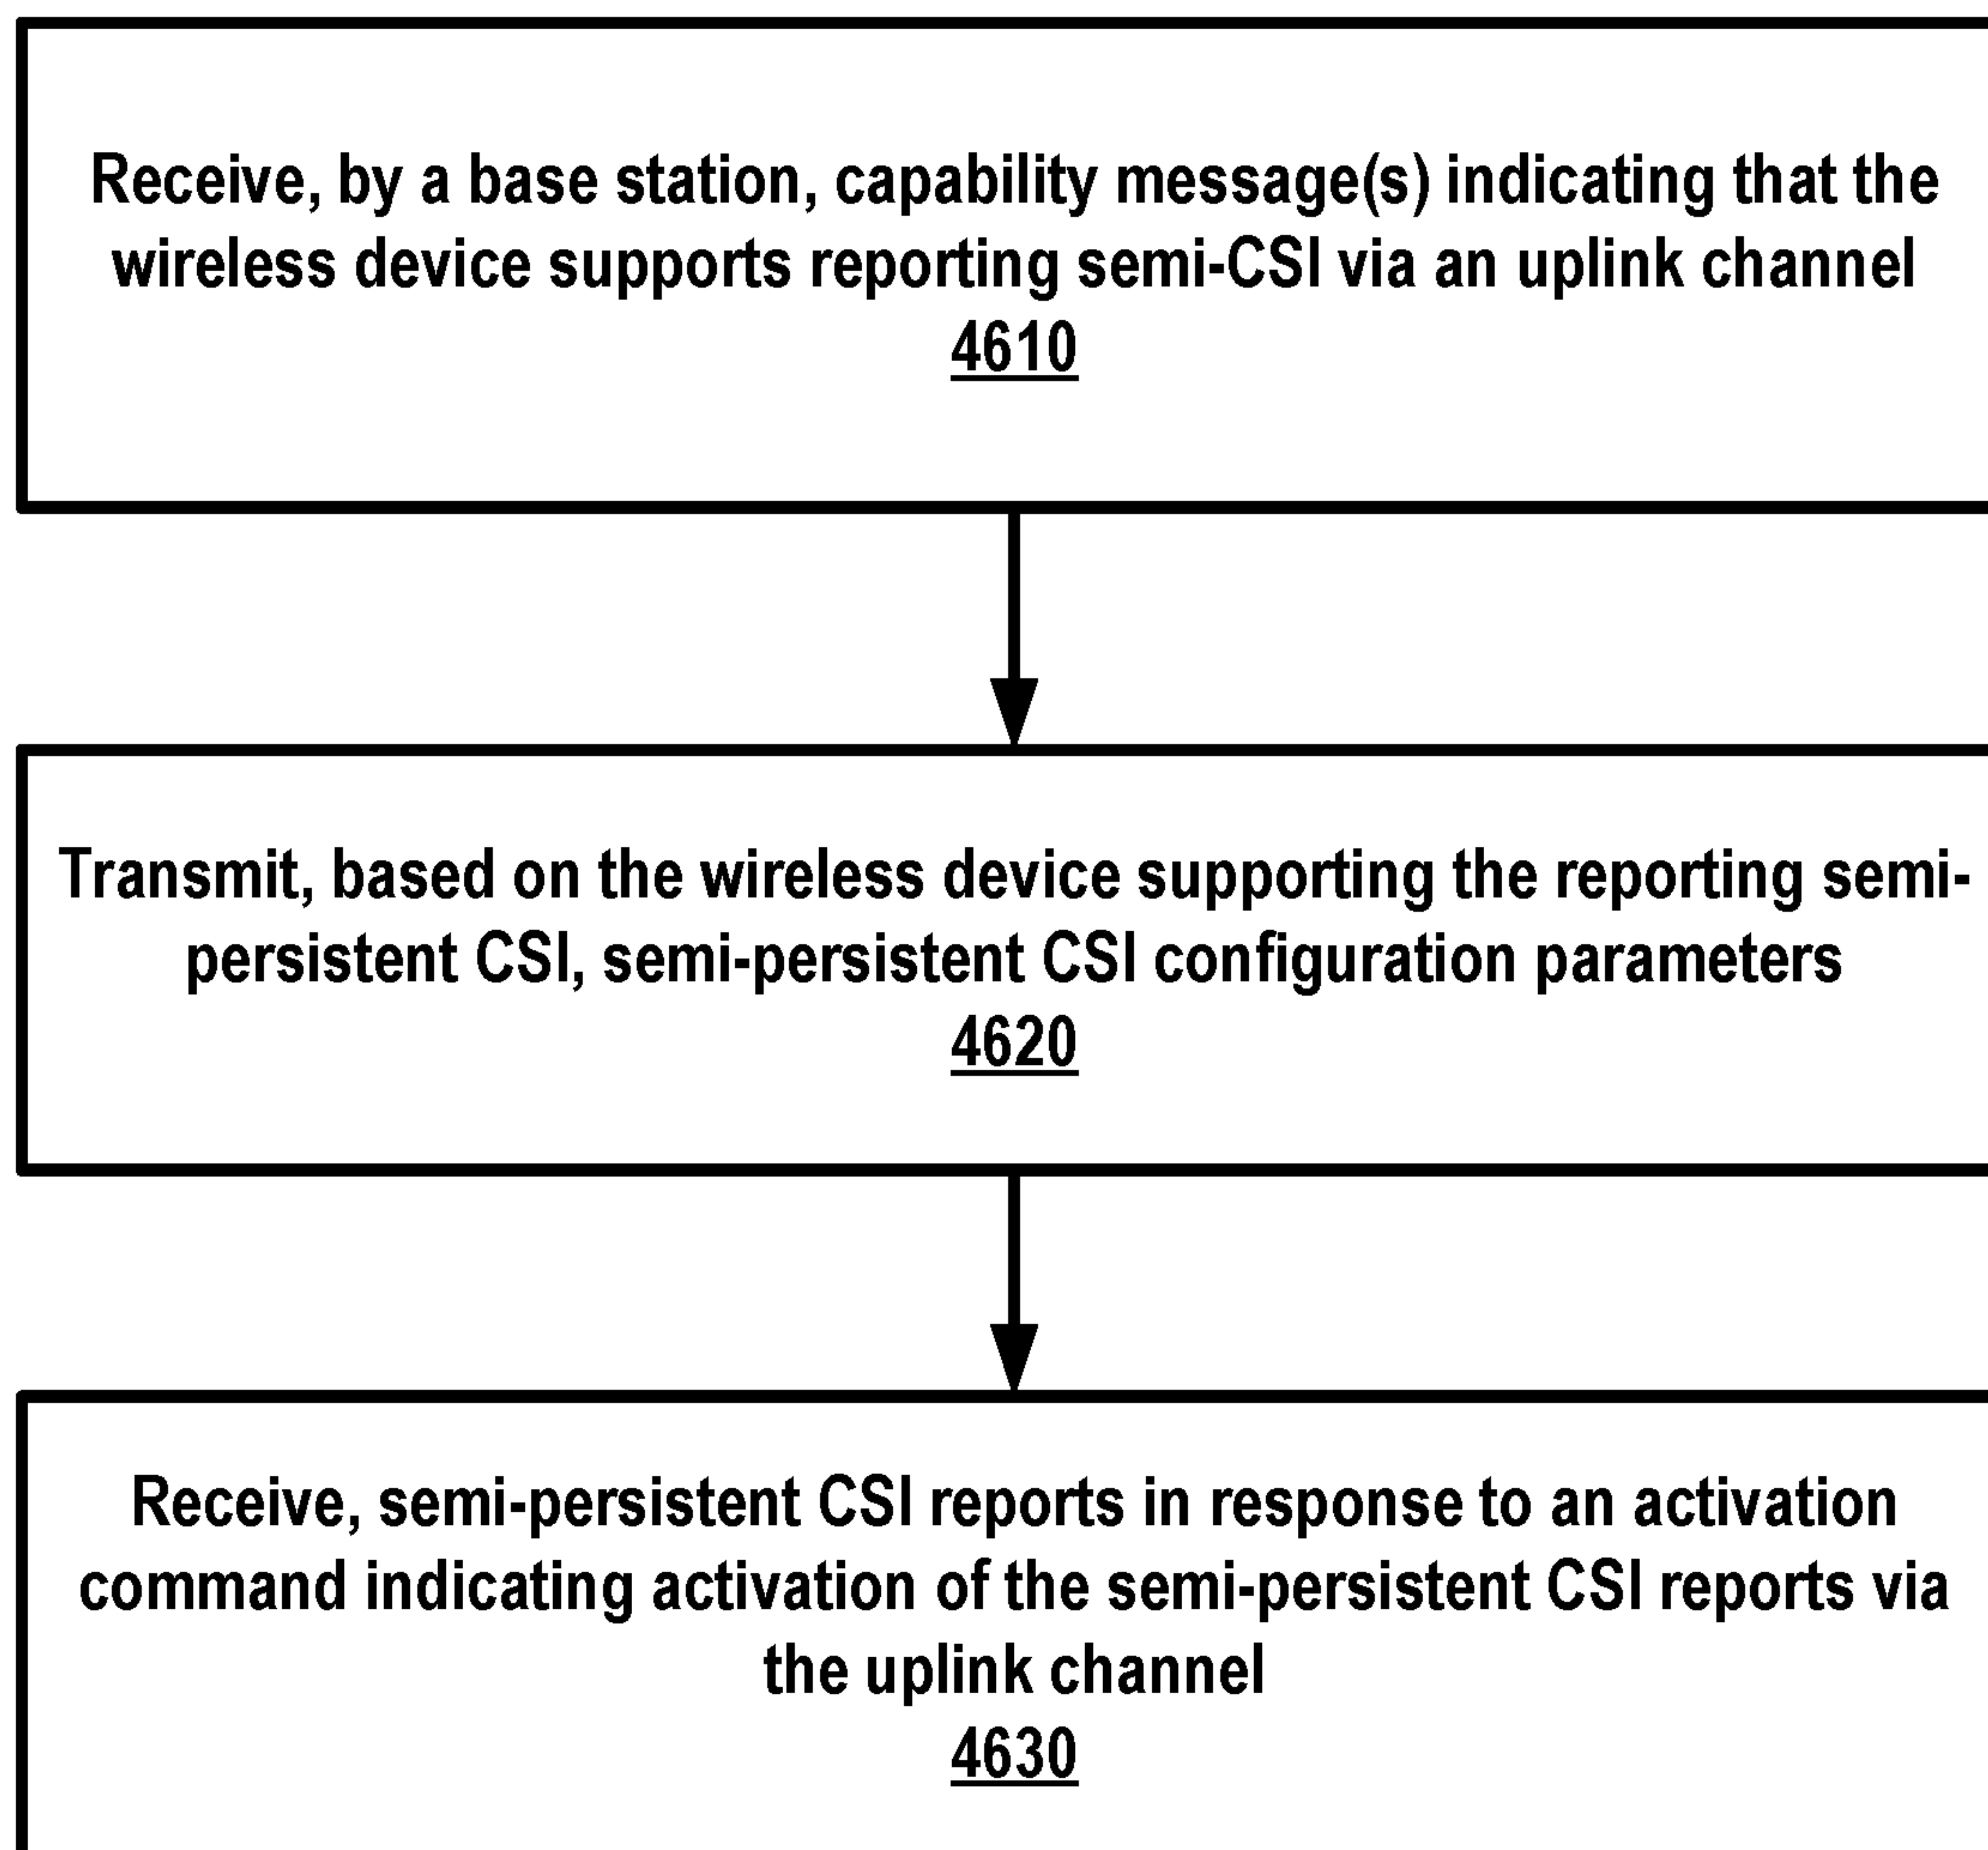 Receive, by a base station, capability message(s) indicating that the
wireless device supports reporting semi-CSI via an uplink channel
4610
Transmit, based on the wireless device supporting the reporting semi-
persistent CSI, semi-persistent CSI configuration parameters
4620
Receive, semi-persistent CSI reports in response to an activation
command indicating activation of the semi-persistent CSI reports via
the uplink channel
4630